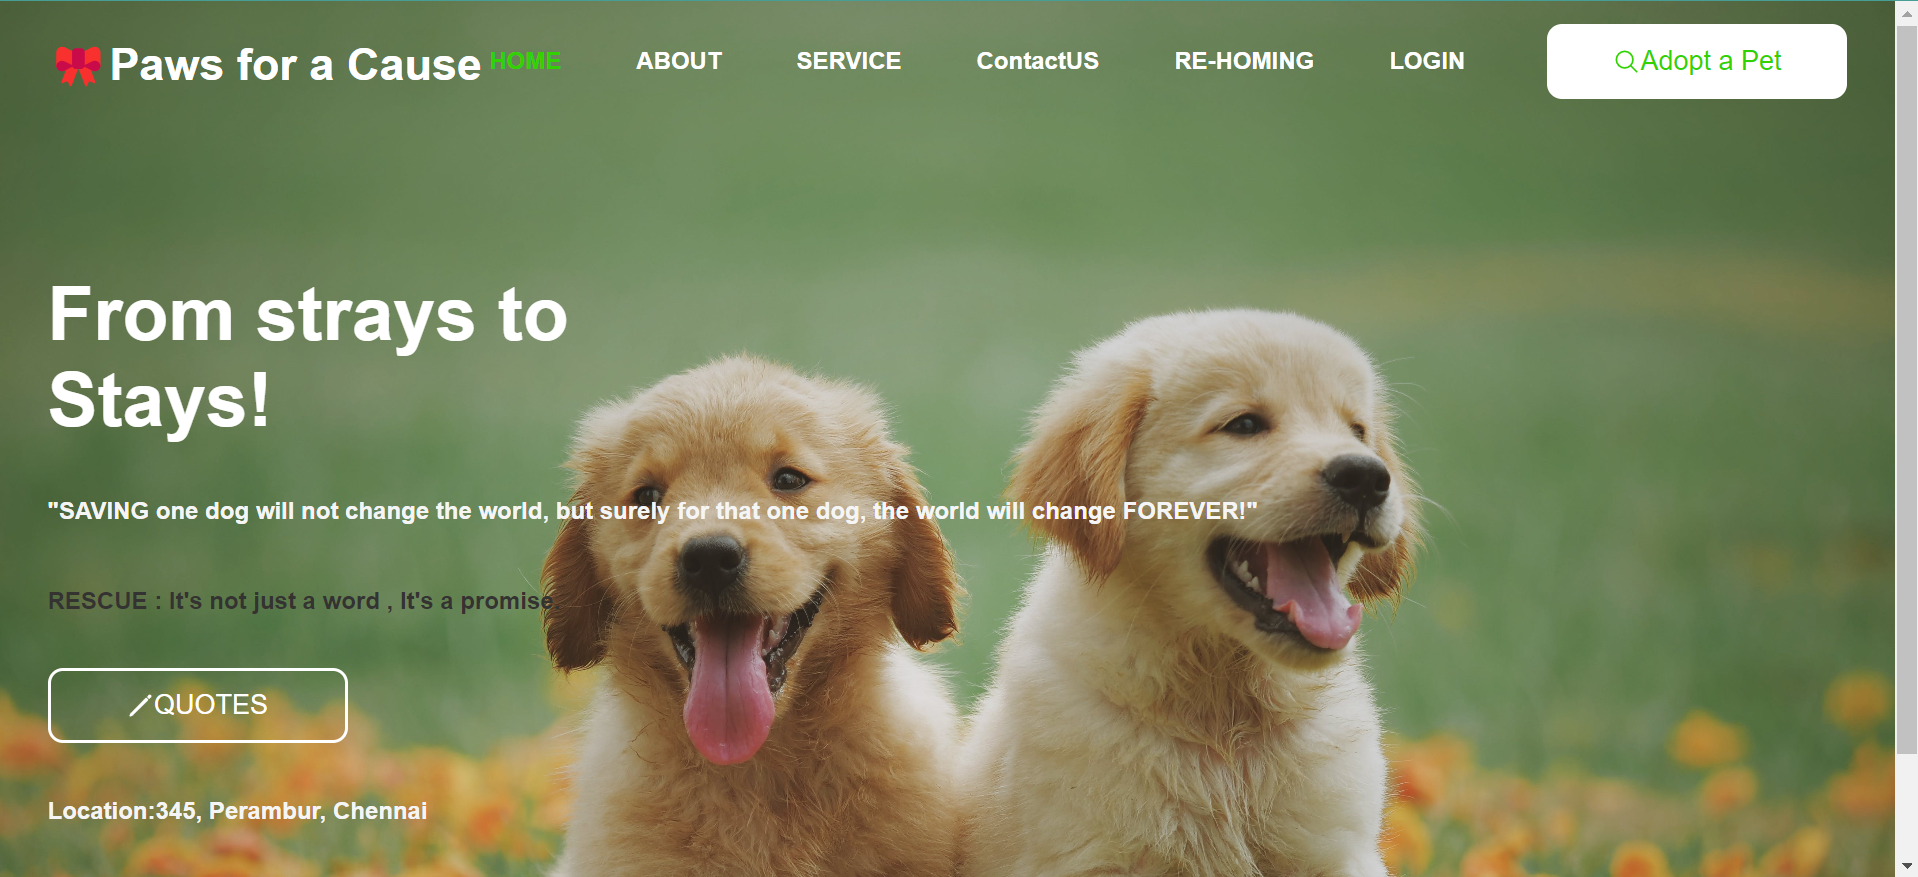 Paws for a Cause HOME ABOUT SERVICE ContactUS RE-HOMING LOGIN Adopt a Pet
From strays to
Stays!
"SAVING one dog will not change the world, but surely for that one dog, the world will change FOREVER!"
RESCUE : It's not just a word , It's a promise.
QUOTES
Location:345, Perambur, Chennai